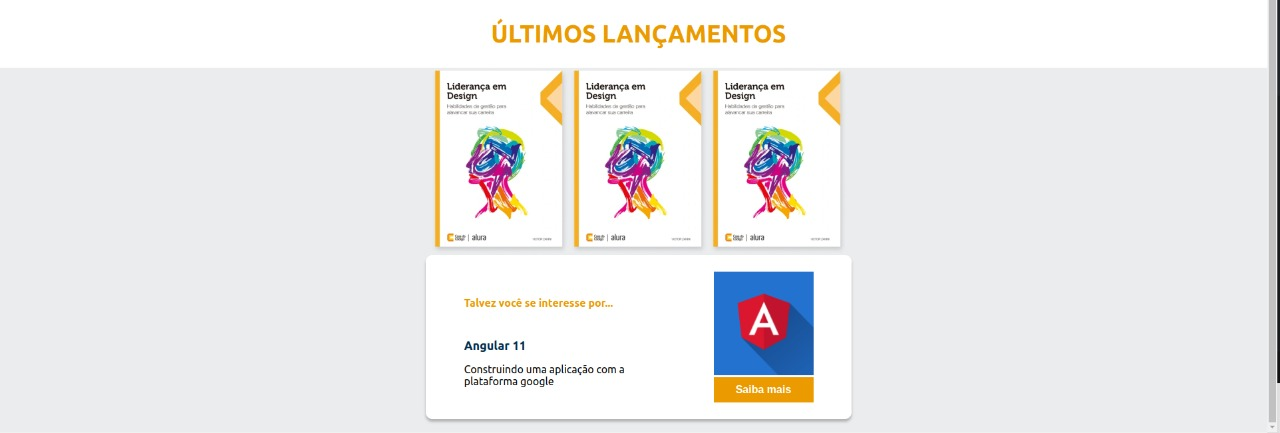 ÚLTIMOS LANÇAMENTOS
Liderança em
Design
Habilidades de gestão para
alavancar sua carreira
alura
Liderança em
Design
Habilidades de gestão para
alavancar sua carreira
alura
Liderança em
Design
Habilidades de gestão para
alavancar sua carreira
alura
Talvez você se interesse por...
Angular 11
Construindo uma aplicação com a
plataforma google
A
Saiba mais